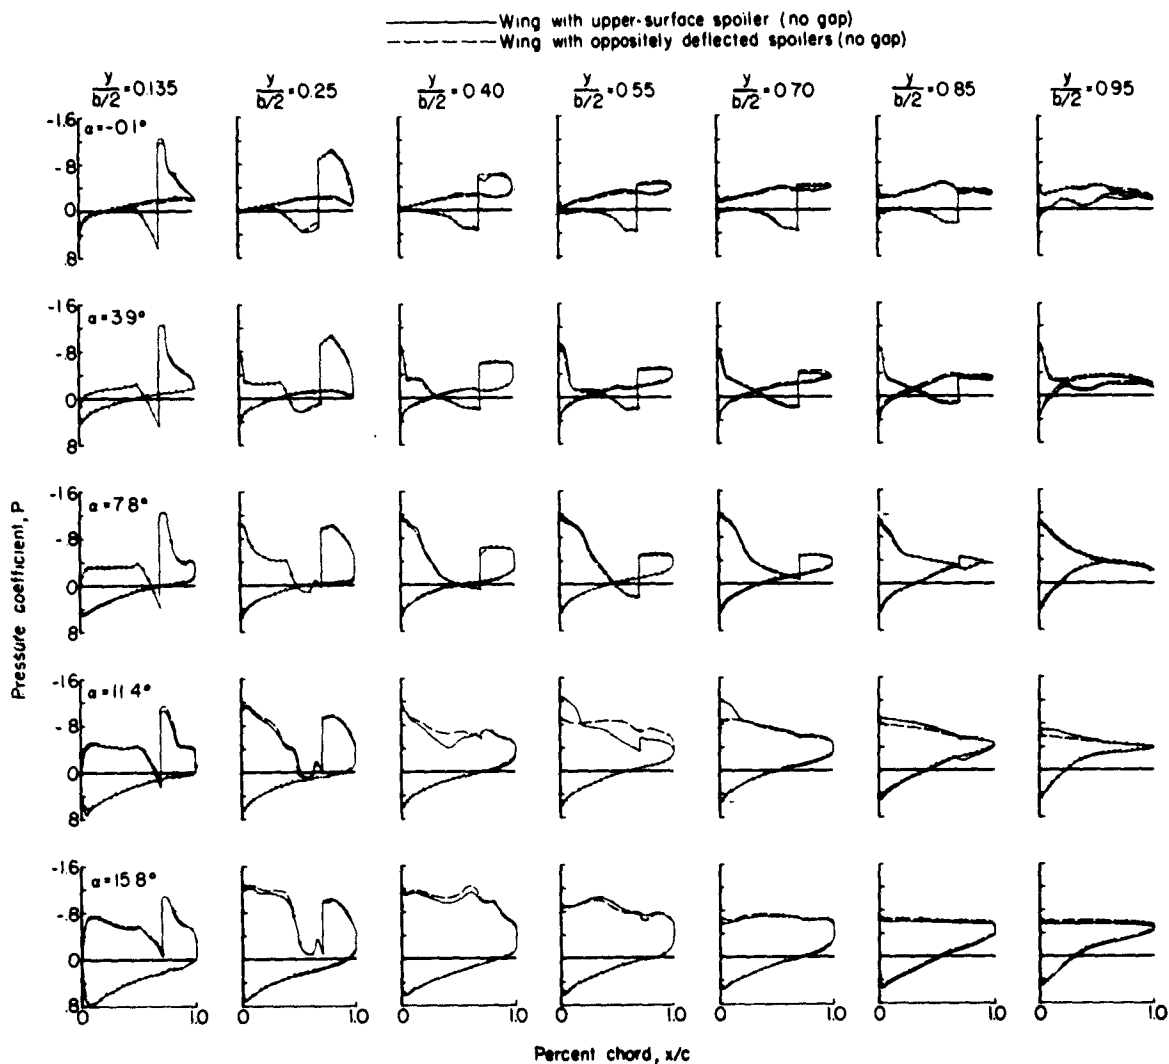 Wing with upper-surface spoiler (no gap)
Wing with oppositely deflected spoilers (no gap)
y/b/2 = 0.135 y/b/2 = 0.25 y/b/2 = 0 40 y/b/2 = 0.55 y/b/2 = 0.70 y/b/2 = 0.85 y/b/2 = 0.95
-1.6
α = -0 1°
-.8
0
.8
-1 6
α = 3 9°
-.8
0
.8
-1 6
α = 7 8°
-.8
0
8
-1.6
α = 11 4°
-.8
0
.8
-1.6
α = 15 8°
-.8
0
.8
0 1.0 0 1.0 0 1.0 0 1.0 0 1.0 0 1.0 0 1.0
Pressure coefficient, P
Percent chord, x/c